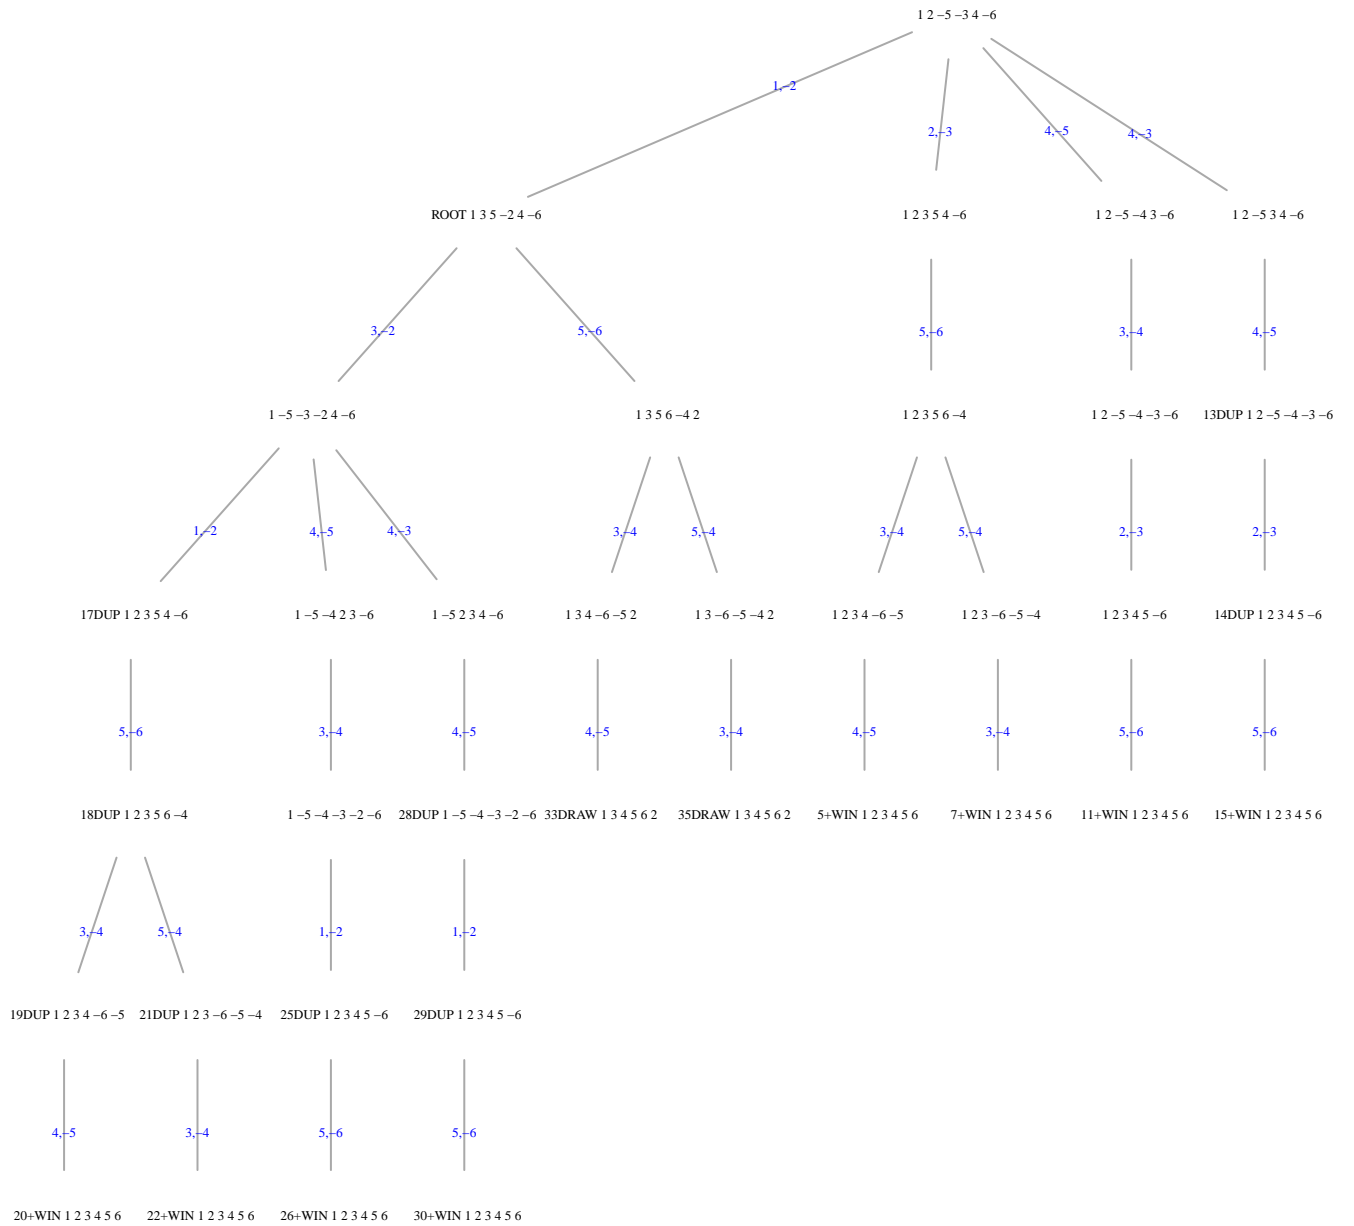 1 2 −5 −3 4 −6
1,−2
2,−3
4,−5
4,−3
ROOT 1 3 5 −2 4 −6
1 2 3 5 4 −6
1 2 −5 −4 3 −6
1 2 −5 3 4 −6
3,−2
5,−6
5,−6
3,−4
4,−5
1 −5 −3 −2 4 −6
1 3 5 6 −4 2
1 2 3 5 6 −4
1 2 −5 −4 −3 −6
13DUP 1 2 −5 −4 −3 −6
1,−2
4,−5
4,−3
3,−4
5,−4
3,−4
5,−4
2,−3
2,−3
17DUP 1 2 3 5 4 −6
1 −5 −4 2 3 −6
1 −5 2 3 4 −6
1 3 4 −6 −5 2
1 3 −6 −5 −4 2
1 2 3 4 −6 −5
1 2 3 −6 −5 −4
1 2 3 4 5 −6
14DUP 1 2 3 4 5 −6
5,−6
3,−4
4,−5
4,−5
3,−4
4,−5
3,−4
5,−6
5,−6
18DUP 1 2 3 5 6 −4
1 −5 −4 −3 −2 −6
28DUP 1 −5 −4 −3 −2 −6
33DRAW 1 3 4 5 6 2
35DRAW 1 3 4 5 6 2
5+WIN 1 2 3 4 5 6
7+WIN 1 2 3 4 5 6
11+WIN 1 2 3 4 5 6
15+WIN 1 2 3 4 5 6
3,−4
5,−4
1,−2
1,−2
19DUP 1 2 3 4 −6 −5
21DUP 1 2 3 −6 −5 −4
25DUP 1 2 3 4 5 −6
29DUP 1 2 3 4 5 −6
4,−5
3,−4
5,−6
5,−6
20+WIN 1 2 3 4 5 6
22+WIN 1 2 3 4 5 6
26+WIN 1 2 3 4 5 6
30+WIN 1 2 3 4 5 6